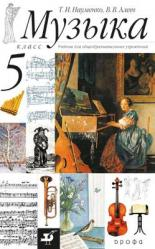 Т. И. Науменко, В. В. Алеев
Музыка
класс
Учебник для общеобразовательных учреждений
5
дрофа